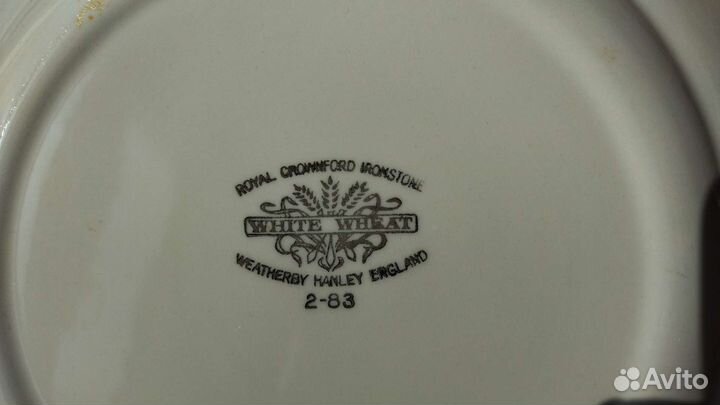 ROYAL CROWNFORD IRONSTONE
WHITE WHEAT
WEATHERBY HANLEY ENGLAND
2-83
Avito